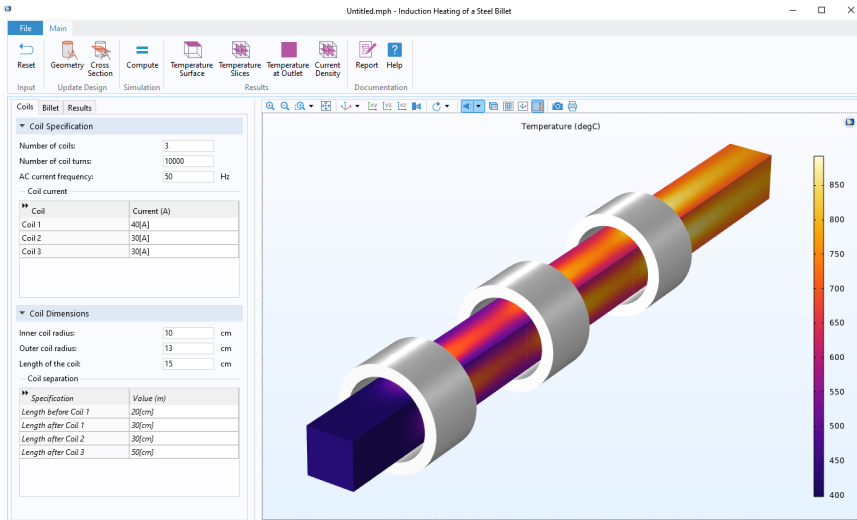 Untitled.mph - Induction Heating of a Steel Billet
File Main
Reset Geometry Cross Section Compute Temperature Surface Temperature Slices Temperature at Outlet Current Density Report Help
Input Update Design Simulation Results Documentation
Coils Billet Results
Coil Specification
Number of coils: 3
Number of coil turns: 10000
AC current frequency: 50 Hz
Coil current
Coil Current (A)
Coil 1 40[A]
Coil 2 30[A]
Coil 3 30[A]
Coil Dimensions
Inner coil radius: 10 cm
Outer coil radius: 13 cm
Length of the coil: 15 cm
Coil separation
Specification Value (m)
Length before Coil 1 20[cm]
Length after Coil 1 30[cm]
Length after Coil 2 30[cm]
Length after Coil 3 50[cm]
xy yz xz
Temperature (degC)
850
800
750
700
650
600
550
500
450
400